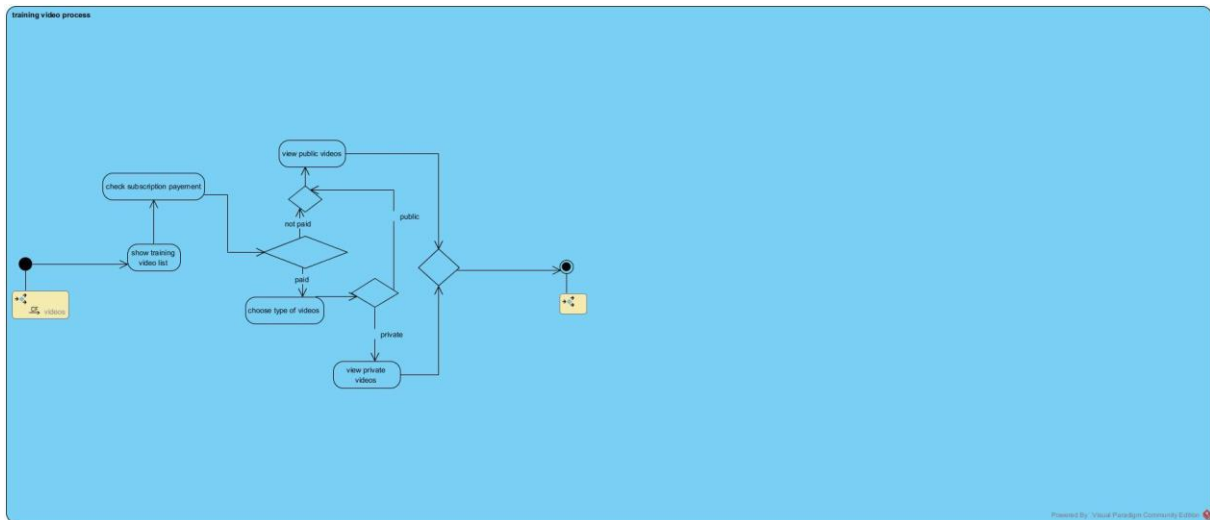 training video process
view public videos
check subscription payement
public
not paid
show training
video list
paid
choose type of videos
videos
private
view private
videos
Powered By Visual Paradigm Community Edition